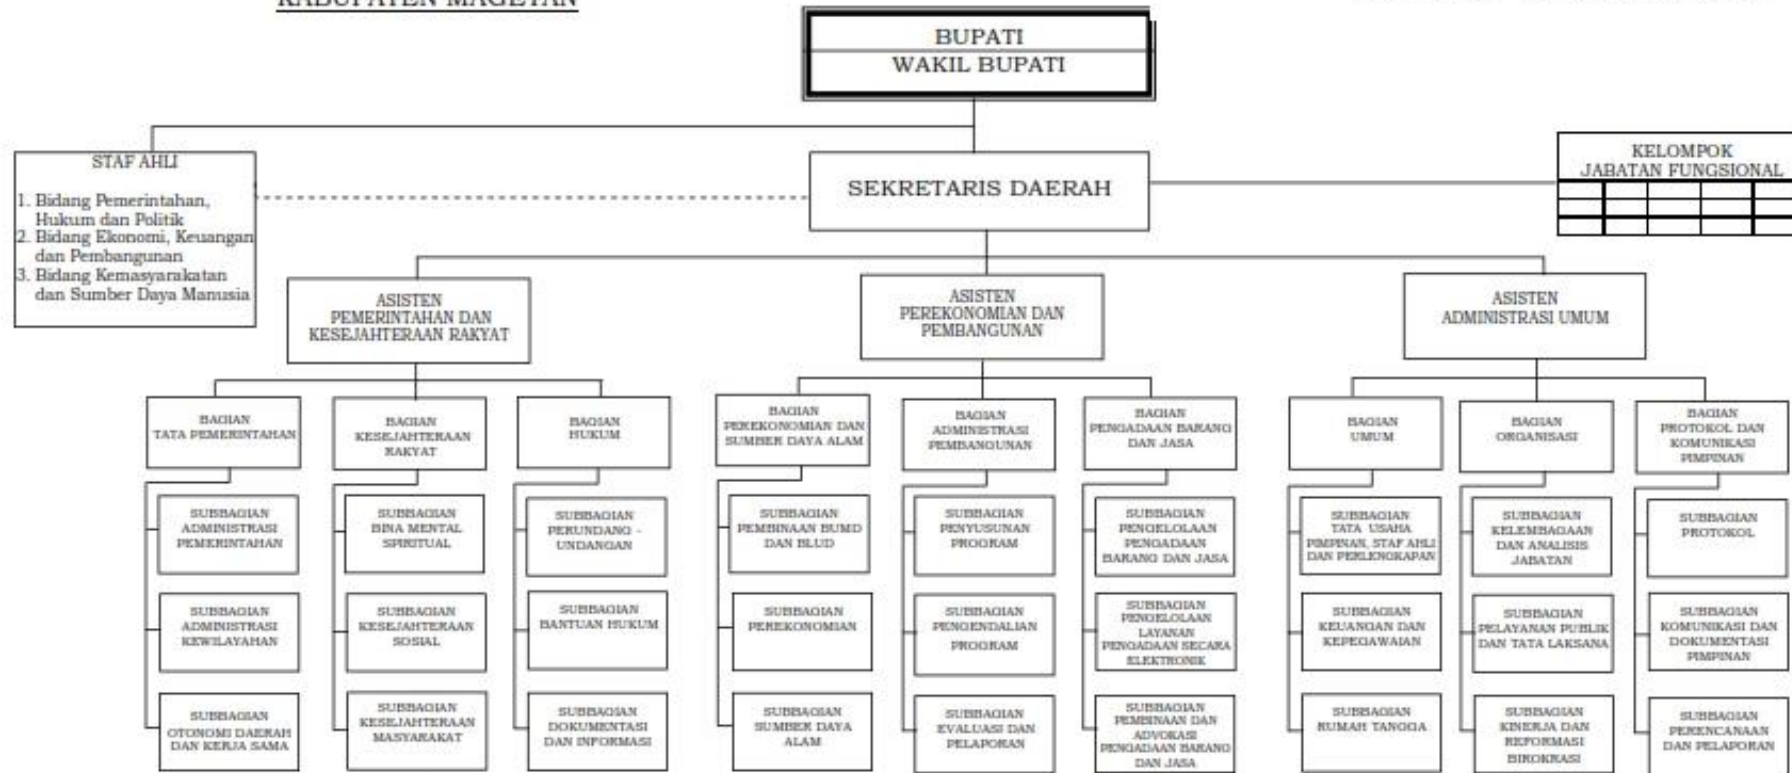 KABUPATEN MAGETAN
BUPATI
WAKIL BUPATI
STAF AHLI
1. Bidang Pemerintahan,
Hukum dan Politik
2. Bidang Ekonomi, Keuangan
dan Pembangunan
3. Bidang Kemasyarakatan
dan Sumber Daya Manusia
SEKRETARIS DAERAH
KELOMPOK
JABATAN FUNGSIONAL
ASISTEN
PEMERINTAHAN DAN
KESEJAHTERAAN RAKYAT
ASISTEN
PEREKONOMIAN DAN
PEMBANGUNAN
ASISTEN
ADMINISTRASI UMUM
BAGIAN
TATA PEMERINTAHAN
BAGIAN
KESEJAHTERAAN
RAKYAT
BAGIAN
HUKUM
BAGIAN
PEREKONOMIAN DAN
SUMBER DAYA ALAM
BAGIAN
ADMINISTRASI
PEMBANGUNAN
BAGIAN
PENGADAAN BARANG
DAN JASA
BAGIAN
UMUM
BAGIAN
ORGANISASI
BAGIAN
PROTOKOL DAN
KOMUNIKASI
PIMPINAN
SUBBAGIAN
ADMINISTRASI
PEMERINTAHAN
SUBBAGIAN
BINA MENTAL
SPIRITUAL
SUBBAGIAN
PERUNDANG -
UNDANGAN
SUBBAGIAN
PEMBINAAN BUMD
DAN BLUD
SUBBAGIAN
PENYUSUNAN
PROGRAM
SUBBAGIAN
PENGELOLAAN
PENGADAAN
BARANG DAN JASA
SUBBAGIAN
TATA USAHA
PIMPINAN, STAF AHLI
DAN PERLENGKAPAN
SUBBAGIAN
KELEMBAGAAN
DAN ANALISIS
JABATAN
SUBBAGIAN
PROTOKOL
SUBBAGIAN
ADMINISTRASI
KEWILAYAHAN
SUBBAGIAN
KESEJAHTERAAN
SOSIAL
SUBBAGIAN
BANTUAN HUKUM
SUBBAGIAN
PEREKONOMIAN
SUBBAGIAN
PENGENDALIAN
PROGRAM
SUBBAGIAN
PENGELOLAAN
LAYANAN
PENGADAAN SECARA
ELEKTRONIK
SUBBAGIAN
KEUANGAN DAN
KEPEGAWAIAN
SUBBAGIAN
PELAYANAN PUBLIK
DAN TATA LAKSANA
SUBBAGIAN
KOMUNIKASI DAN
DOKUMENTASI
PIMPINAN
SUBBAGIAN
OTONOMI DAERAH
DAN KERJA SAMA
SUBBAGIAN
KESEJAHTERAAN
MASYARAKAT
SUBBAGIAN
DOKUMENTASI
DAN INFORMASI
SUBBAGIAN
SUMBER DAYA
ALAM
SUBBAGIAN
EVALUASI DAN
PELAPORAN
SUBBAGIAN
PEMBINAAN DAN
ADVOKASI
PENGADAAN BARANG
DAN JASA
SUBBAGIAN
RUMAH TANGGA
SUBBAGIAN
KINERJA DAN
REFORMASI
BIROKRASI
SUBBAGIAN
PERENCANAAN
DAN PELAPORAN